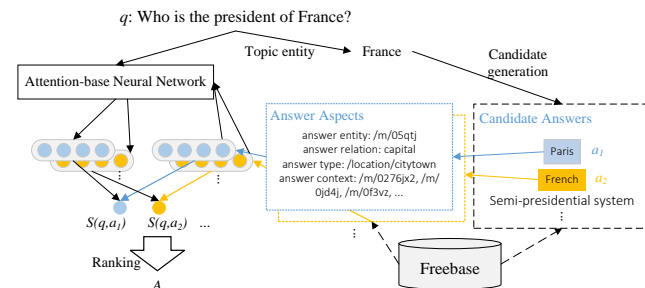 q: Who is the president of France?
Topic entity
France
Candidate generation
Attention-base Neural Network
Answer Aspects
answer entity: /m/05qtj
answer relation: capital
answer type: /location/citytown
answer context: /m/0276jx2, /m/
0jd4j, /m/0f3vz, ...
Candidate Answers
Paris
a1
French
a2
Semi-presidential system
⋮
⋮
⋮
⋮
S(q,a1)
S(q,a2)
...
Ranking
Freebase
A